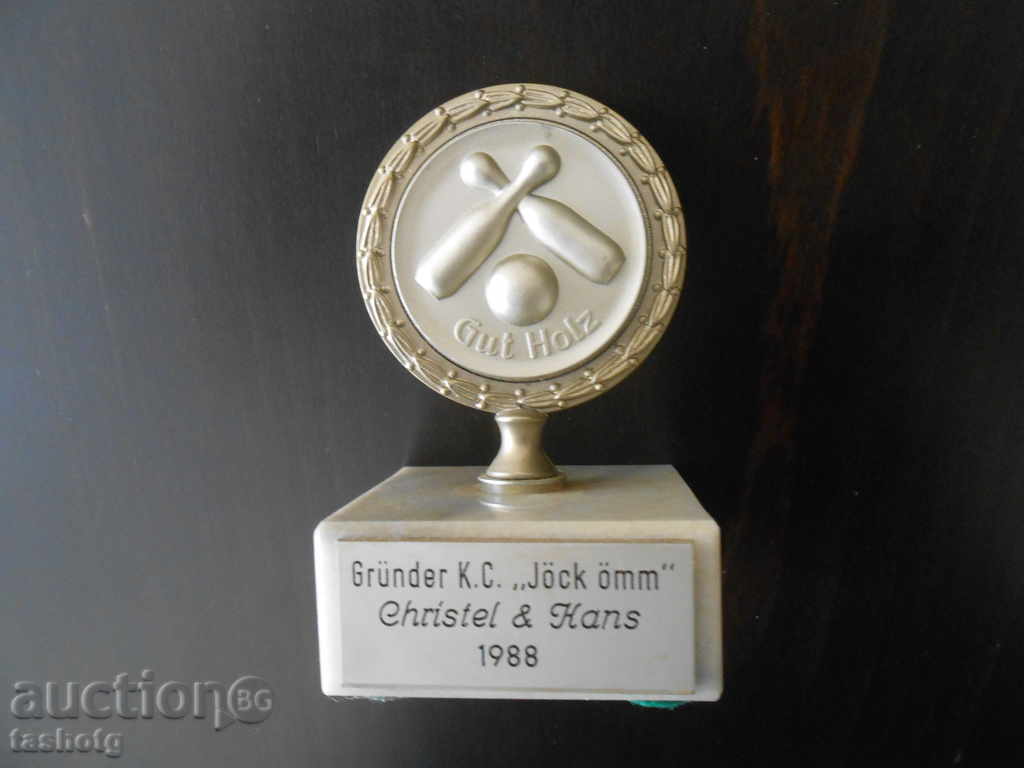 Gut Holz
Gründer K.C. „Jöck ömm“
Christel & Hans
1988
auction BG
tashotg